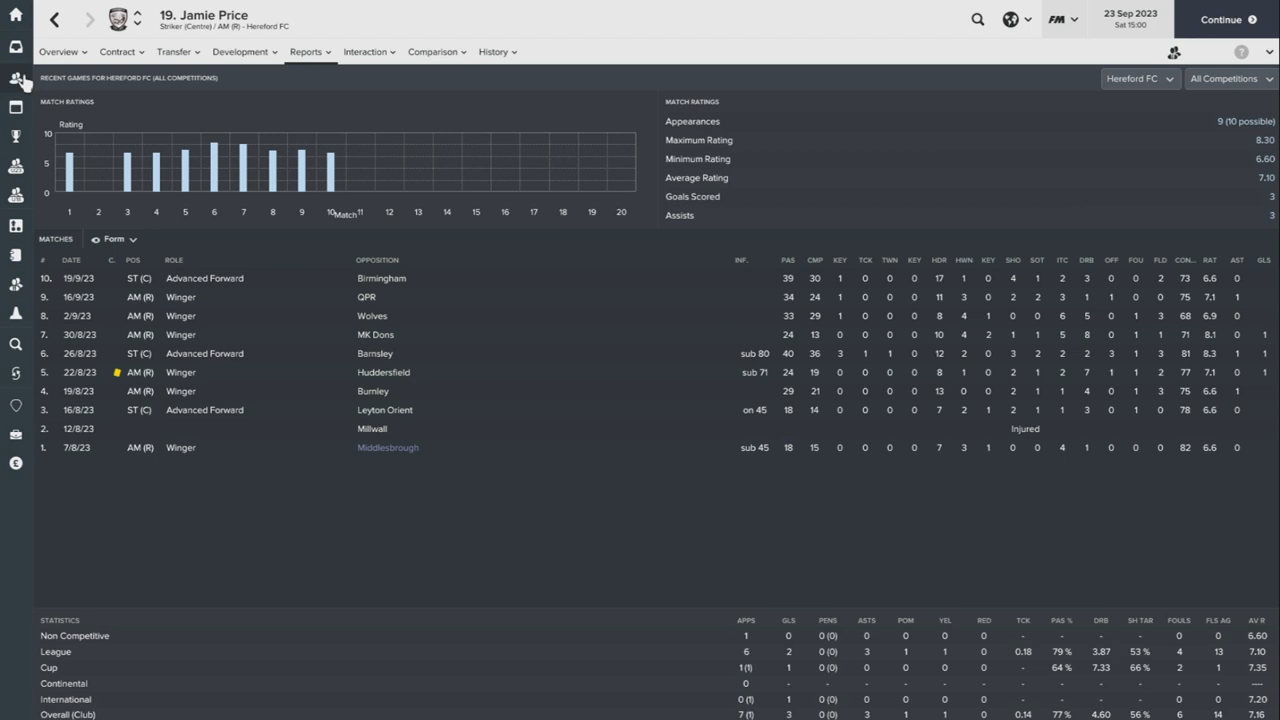 19. Jamie Price
Striker (Centre) / AM (R) - Hereford FC
FM
23 Sep 2023
Sat 15:00
Continue
Overview Contract Transfer Development Reports Interaction Comparison History
?
RECENT GAMES FOR HEREFORD FC (ALL COMPETITIONS)
Hereford FC All Competitions
MATCH RATINGS
Rating
10
5
0
1 2 3 4 5 6 7 8 9 10 Match 11 12 13 14 15 16 17 18 19 20
MATCH RATINGS
Appearances 9 (10 possible)
Maximum Rating 8.30
Minimum Rating 6.60
Average Rating 7.10
Goals Scored 3
Assists 3
MATCHES Form
# DATE C. POS ROLE OPPOSITION INF. PAS CMP KEY TCK TWN KEY HDR HWN KEY SHO SOT ITC DRB OFF FOU FLD CON... RAT AST GLS
10. 19/9/23 ST (C) Advanced Forward Birmingham 39 30 1 0 0 0 17 1 0 4 1 2 3 0 0 2 73 6.6 0
9. 16/9/23 AM (R) Winger QPR 34 24 1 0 0 0 11 3 0 2 2 3 1 1 0 0 75 7.1 1
8. 2/9/23 AM (R) Winger Wolves 33 29 1 0 0 0 8 4 1 0 0 6 5 0 1 3 68 6.9 0
7. 30/8/23 AM (R) Winger MK Dons 24 13 0 0 0 0 10 4 2 1 1 5 8 0 1 1 71 8.1 0 1
6. 26/8/23 ST (C) Advanced Forward Barnsley sub 80 40 36 3 1 1 0 12 2 0 3 2 2 2 3 1 3 81 8.3 1 1
5. 22/8/23 AM (R) Winger Huddersfield sub 71 24 19 0 0 0 0 8 1 0 2 1 2 7 1 1 2 77 7.1 0 1
4. 19/8/23 AM (R) Winger Burnley 29 21 0 0 0 0 13 0 0 2 1 1 4 0 1 3 75 6.6 1
3. 16/8/23 ST (C) Advanced Forward Leyton Orient on 45 18 14 0 0 0 0 7 2 1 2 1 1 3 0 1 0 78 6.6 0
2. 12/8/23 Millwall Injured
1. 7/8/23 AM (R) Winger Middlesbrough sub 45 18 15 0 0 0 0 7 3 1 0 0 4 1 0 0 0 82 6.6 0
STATISTICS APPS GLS PENS ASTS POM YEL RED TCK PAS % DRB SH TAR FOULS FLS AG AV R
Non Competitive 1 0 0 (0) 0 0 0 0 - - - - 0 0 6.60
League 6 2 0 (0) 3 1 1 0 0.18 79 % 3.87 53 % 4 13 7.10
Cup 1 (1) 1 0 (0) 0 0 0 0 - 64 % 7.33 66 % 2 1 7.35
Continental 0 - - - - - - - - - - - - ----
International 0 (1) 1 0 (0) 0 0 0 0 - - - - 0 0 7.20
Overall (Club) 7 (1) 3 0 (0) 3 1 1 0 0.14 77 % 4.60 56 % 6 14 7.16